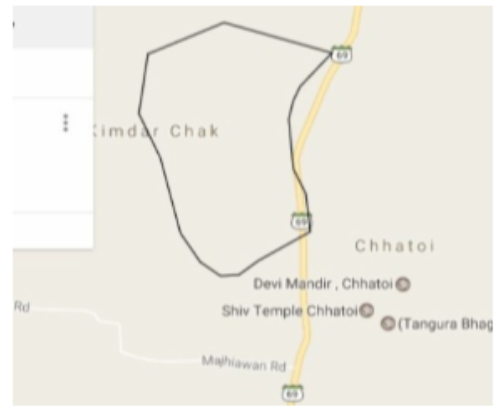 69
Kimdar Chak
69
Chhatoi
Devi Mandir , Chhatoi
Shiv Temple Chhatoi
(Tangura Bhag
Rd
Majhiawan Rd
69